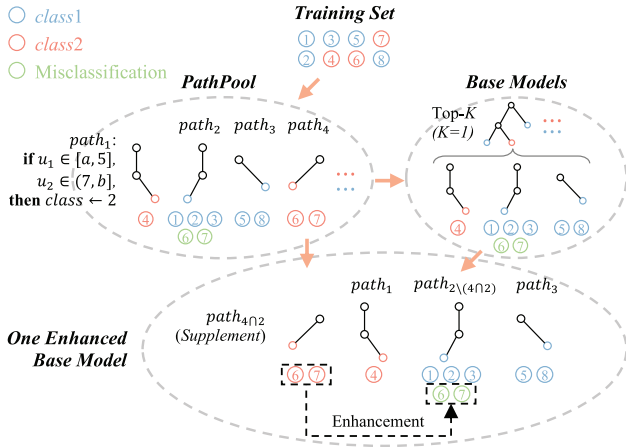 Training Set
class1
class2
Misclassification
1 3 5 7
2 4 6 8
PathPool
Base Models
path1:
if u1 ∈ [a, 5],
u2 ∈ (7, b],
then class ← 2
path2
path3
path4
4
1 2 3
6 7
5 8
6 7
Top-K
(K=1)
4
1 2 3
6 7
5 8
One Enhanced
Base Model
path4∩2
(Supplement)
path1
path2\(4∩2)
path3
6 7
4
1 2 3
6 7
5 8
Enhancement